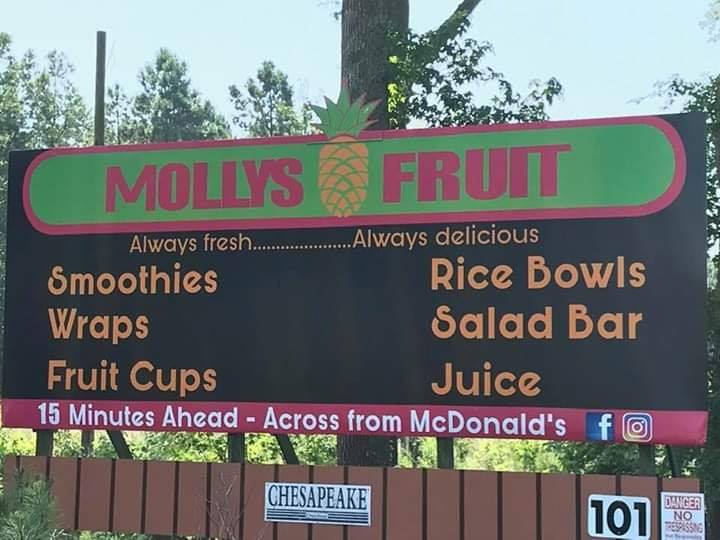 MOLLYS FRUIT
Always fresh.....................Always delicious
Smoothies Rice Bowls
Wraps Salad Bar
Fruit Cups Juice
15 Minutes Ahead - Across from McDonald's f
CHESAPEAKE
101
DANGER
NO
TRESPASSING